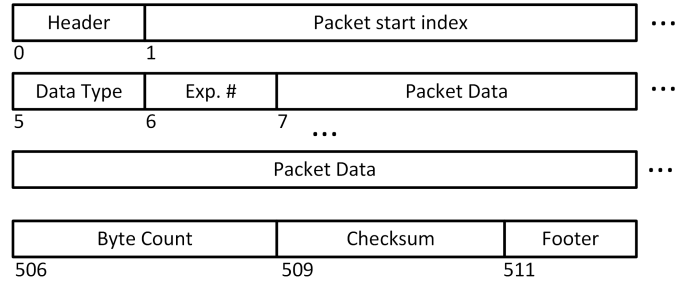 Header Packet start index ...
0 1
Data Type Exp. # Packet Data ...
5 6 7
...
Packet Data ...
Byte Count Checksum Footer
506 509 511